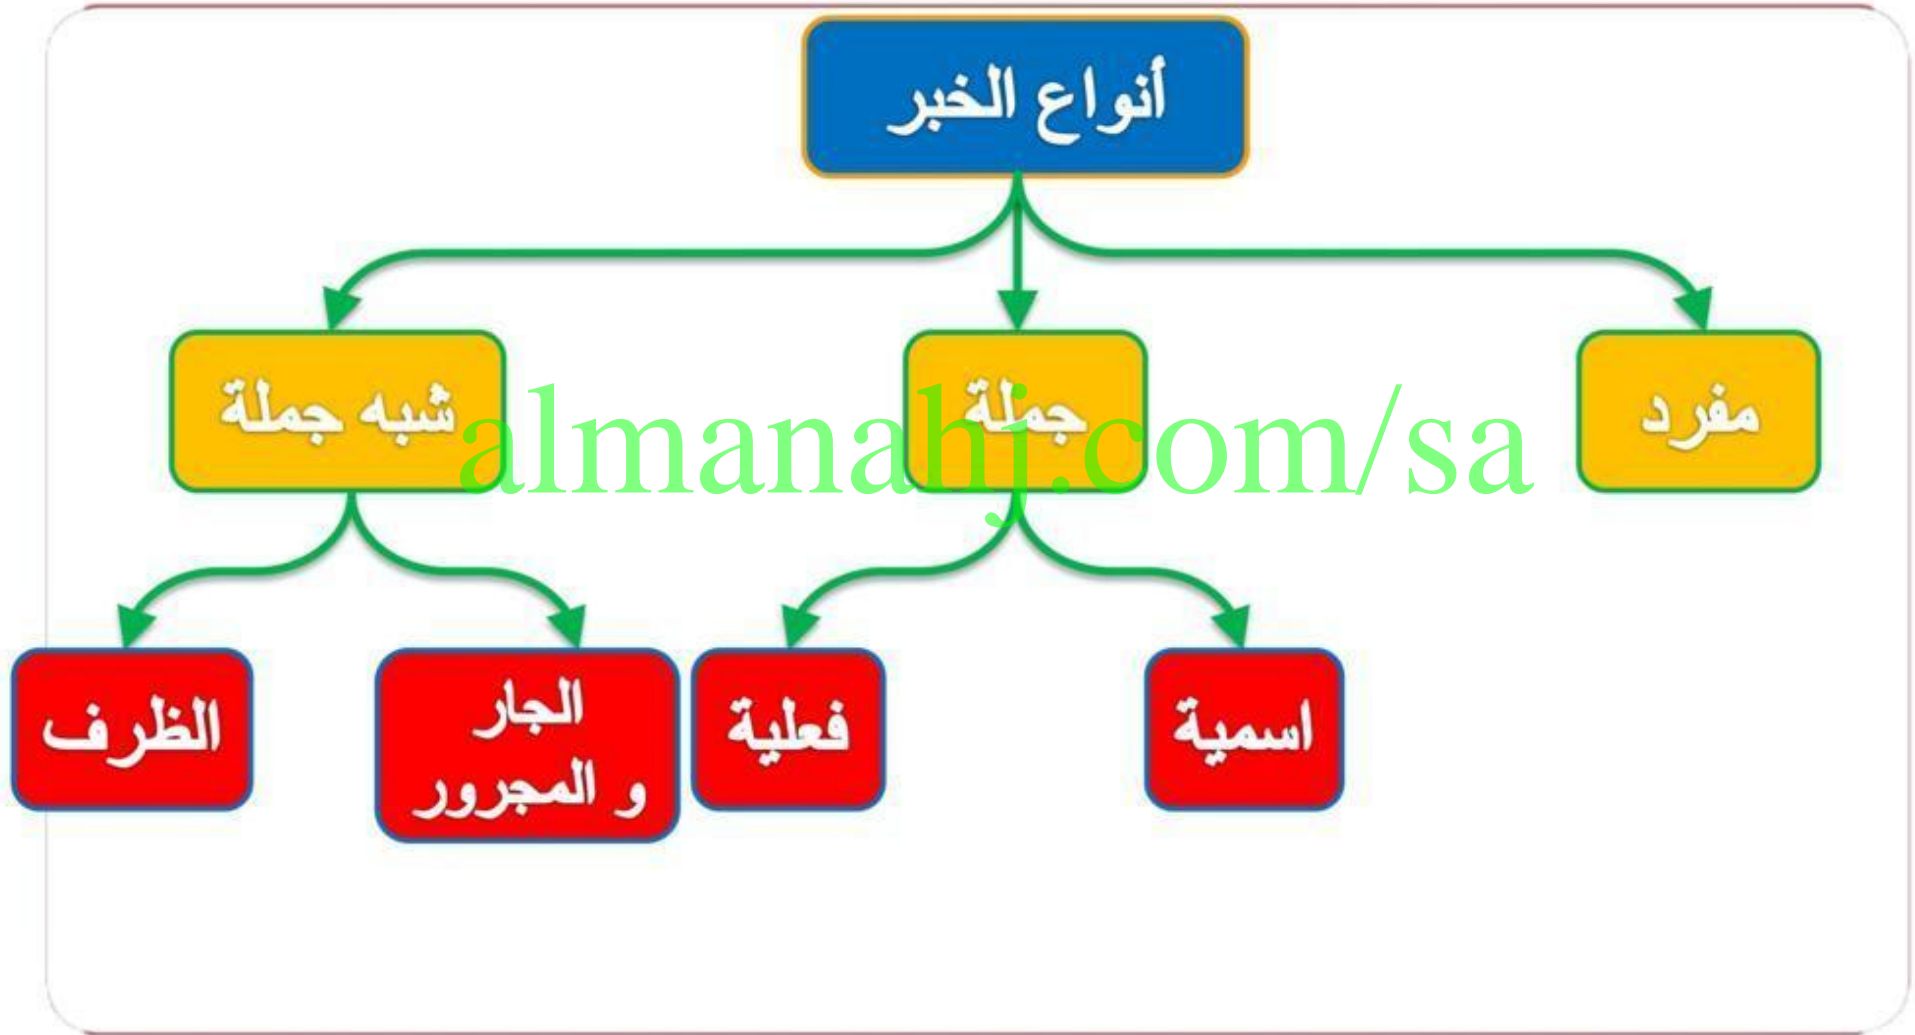 أنواع الخبر
مفرد
جملة
شبه جملة
almanahj.com/sa
اسمية
فعلية
الجار
و المجرور
الظرف